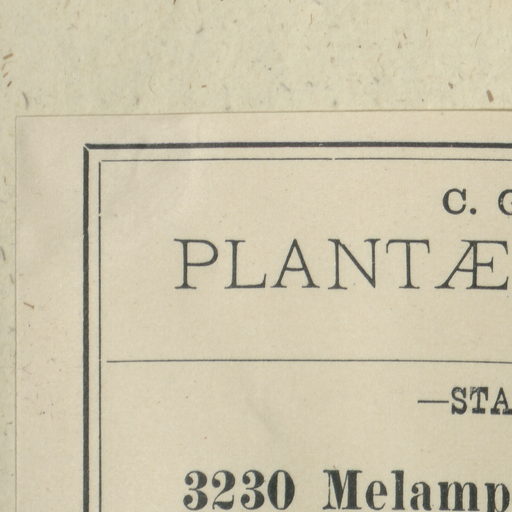 C. G
PLANTÆ
—STA
3230 Melamp